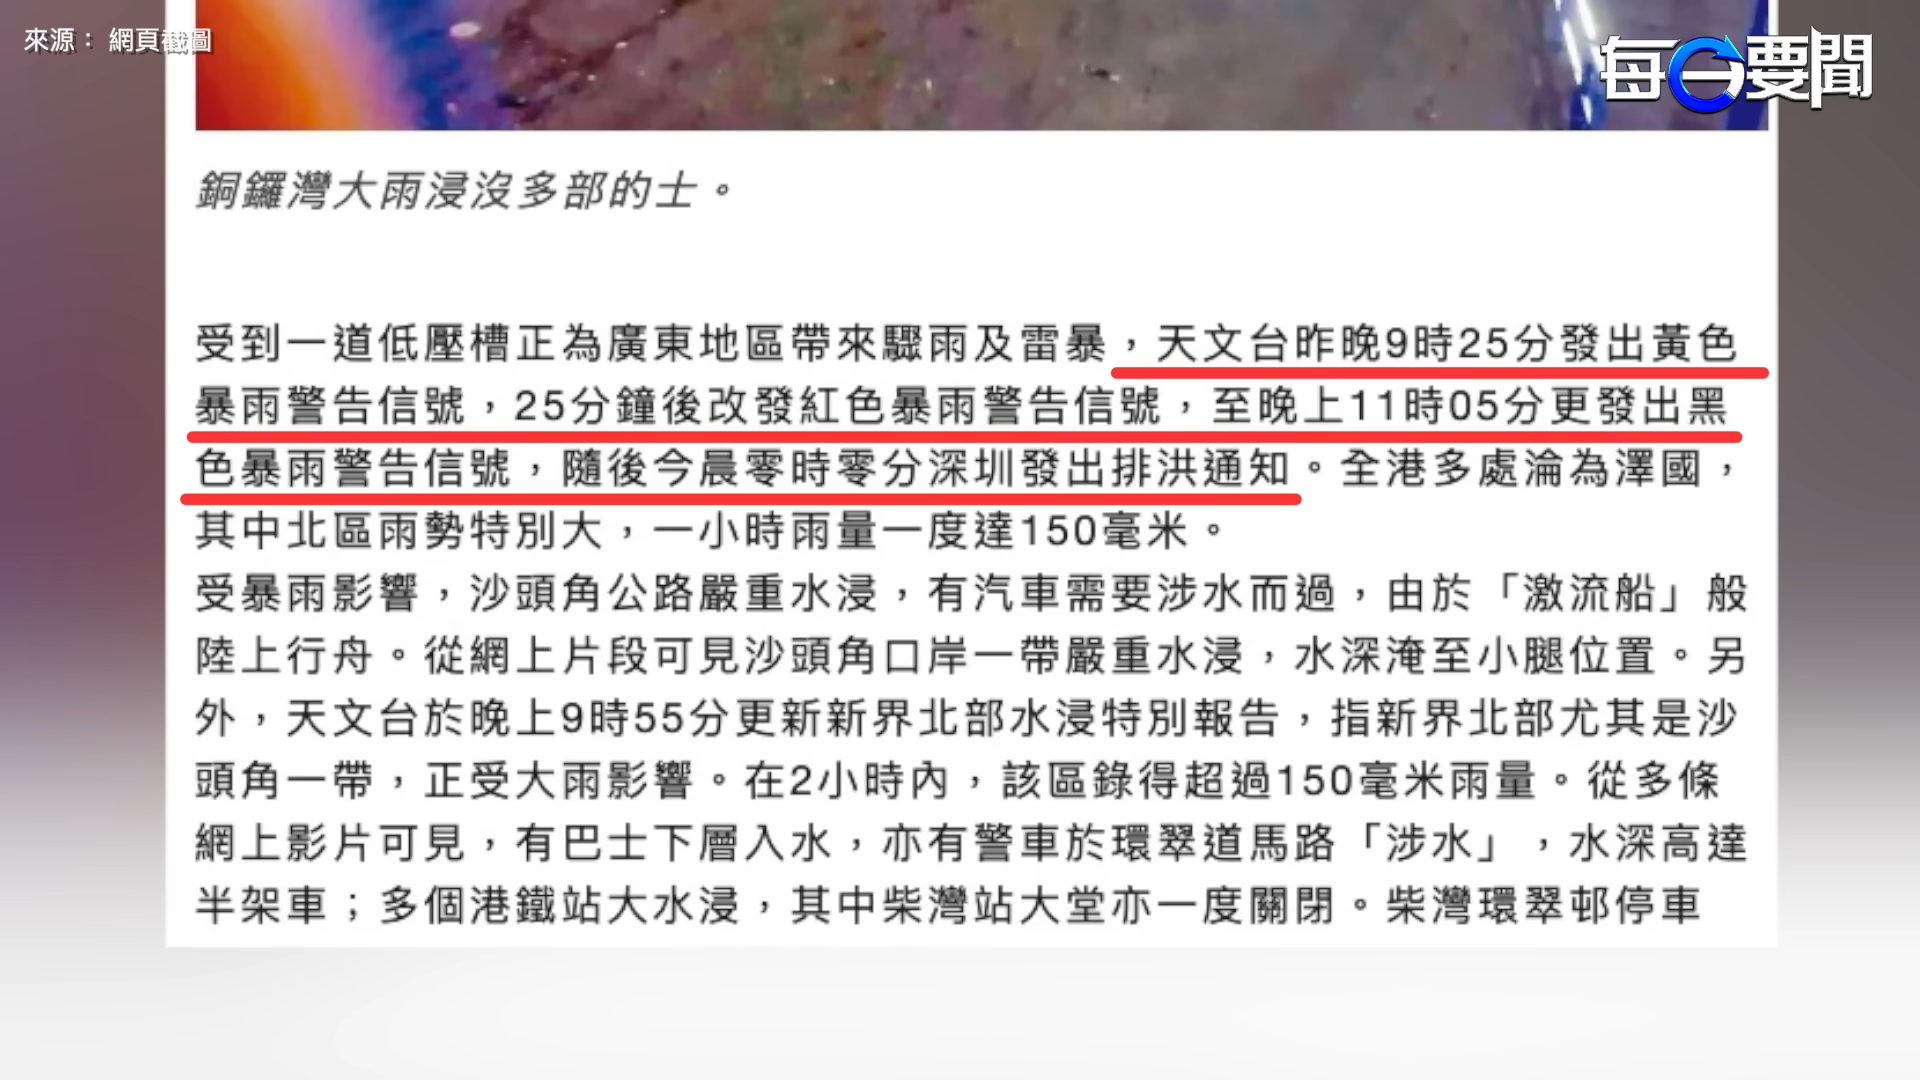 來源： 網頁截圖
每日要聞
銅鑼灣大雨浸沒多部的士。
受到一道低壓槽正為廣東地區帶來驟雨及雷暴，天文台昨晚9時25分發出黃色
暴雨警告信號，25分鐘後改發紅色暴雨警告信號，至晚上11時05分更發出黑
色暴雨警告信號，隨後今晨零時零分深圳發出排洪通知。全港多處淪為澤國，
其中北區雨勢特別大，一小時雨量一度達150毫米。
受暴雨影響，沙頭角公路嚴重水浸，有汽車需要涉水而過，由於「激流船」般
陸上行舟。從網上片段可見沙頭角口岸一帶嚴重水浸，水深淹至小腿位置。另
外，天文台於晚上9時55分更新新界北部水浸特別報告，指新界北部尤其是沙
頭角一帶，正受大雨影響。在2小時內，該區錄得超過150毫米雨量。從多條
網上影片可見，有巴士下層入水，亦有警車於環翠道馬路「涉水」，水深高達
半架車；多個港鐵站大水浸，其中柴灣站大堂亦一度關閉。柴灣環翠邨停車